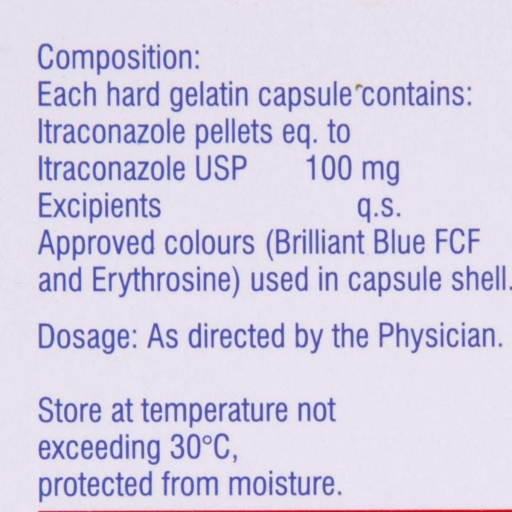 Composition:
Each hard gelatin capsule contains:
Itraconazole pellets eq. to
Itraconazole USP 100 mg
Excipients q.s.
Approved colours (Brilliant Blue FCF
and Erythrosine) used in capsule shell.
Dosage: As directed by the Physician.
Store at temperature not
exceeding 30°C,
protected from moisture.